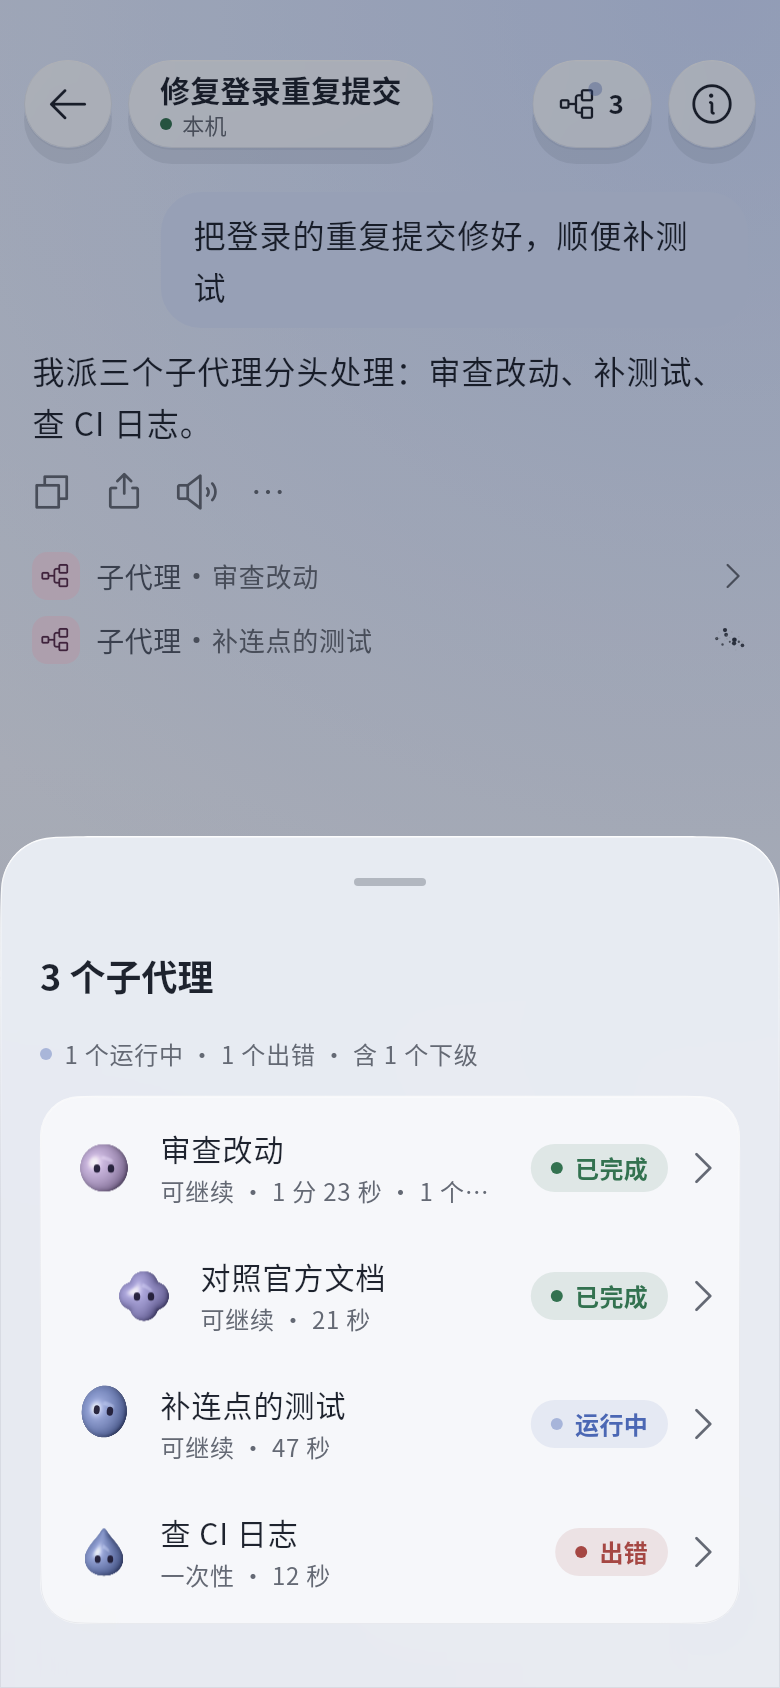 修复登录重复提交
本机
3
把登录的重复提交修好，顺便补测
试
我派三个子代理分头处理：审查改动、补测试、
查 CI 日志。
子代理 · 审查改动
子代理 · 补连点的测试
3 个子代理
1 个运行中 · 1 个出错 · 含 1 个下级
审查改动
可继续 · 1 分 23 秒 · 1 个…
已完成
对照官方文档
可继续 · 21 秒
已完成
补连点的测试
可继续 · 47 秒
运行中
查 CI 日志
一次性 · 12 秒
出错